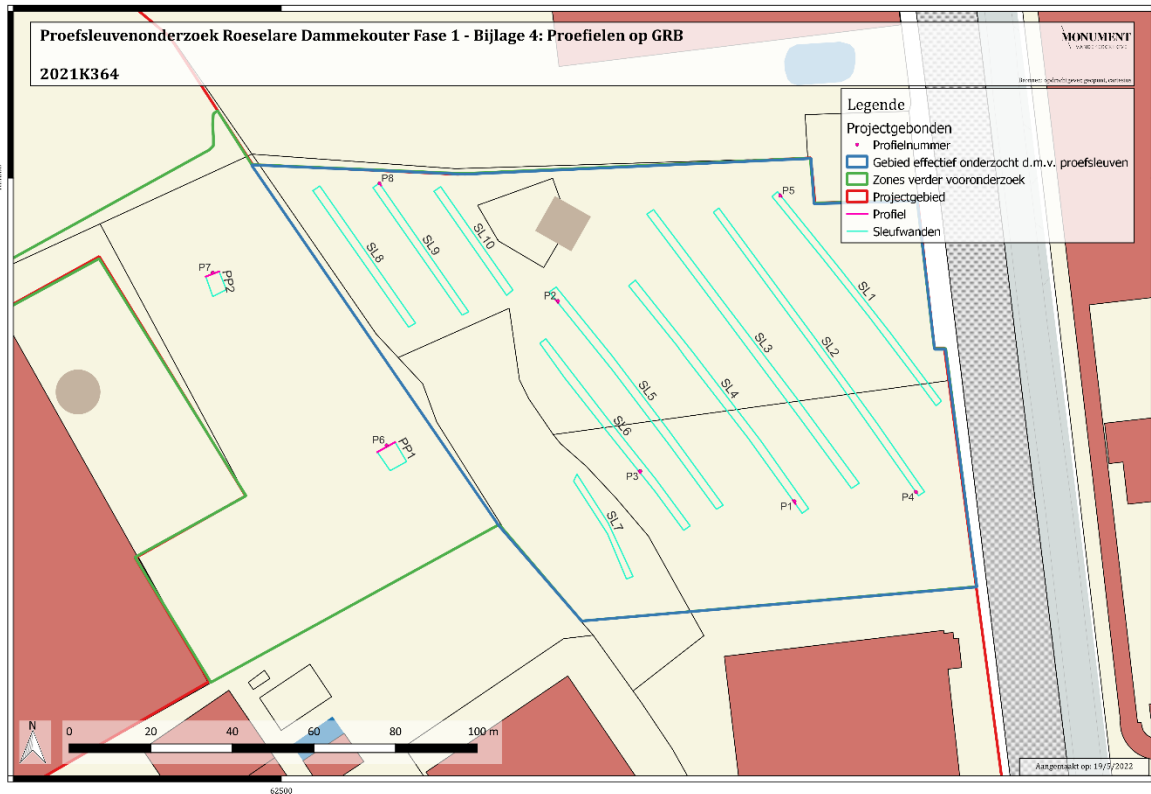 Proefsleuvenonderzoek Roeselare Dammekouter Fase 1 - Bijlage 4: Proefielen op GRB
2021K364
MONUMENT
Legende
Projectgebonden
Profielnummer
Gebied effectief onderzocht d.m.v. proefsleuven
Zones verder vooronderzoek
Projectgebied
Profiel
Sleufwanden
P8
P5
SL8
SL9
SL10
P7
PP2
P2
SL1
SL3
SL2
SL5
SL4
SL6
P6
PP1
P3
P1
P4
SL7
N
0 20 40 60 80 100 m
Aangemaakt op: 19/5/2022
62500